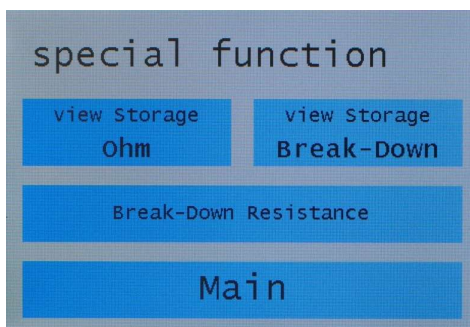 special function
view Storage
Ohm
view Storage
Break-Down
Break-Down Resistance
Main